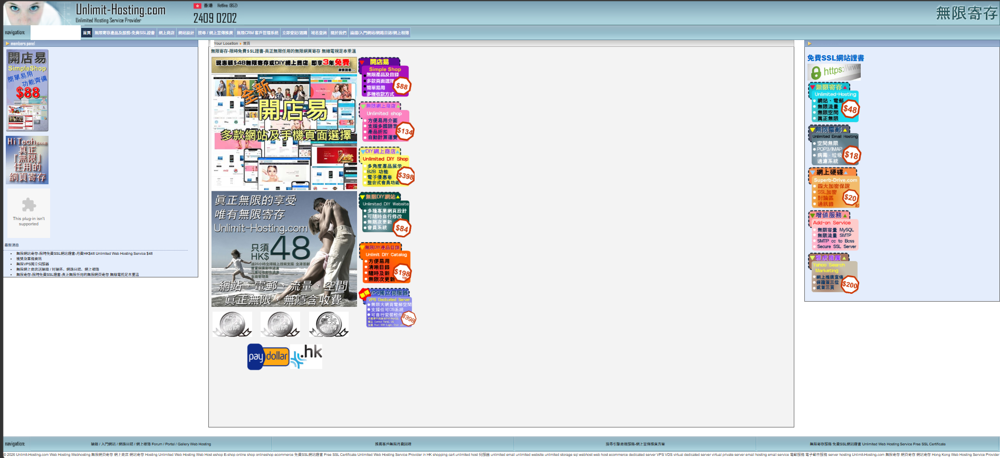 Unlimit-Hosting.com
Unlimited Hosting Service Provider
香港 Hotline (852)
2409 0202
無限寄存
navigation:
首頁 無限寄存產品及服務-免費SSL證書 網上商店 網站設計 搜尋 / 網上宣傳推廣 無限CRM 客戶管理系統 立即登記/選購 域名查詢 關於我們 論壇/入門網站/網路日誌/網上相簿
members panel
開店易
SimpleShop
簡單易用
功能齊備
$88
HiTech
真正
『無限』
任用的
網頁寄存
This plug-in isn't
supported
最新消息
無限網站寄存-限時免費SSL網站證書-月費HK$48 Unlimited Web Hosting Service $48
獲獎及業務資訊
無限VPS獨立伺服器
無限網上商店送論壇 / 討論區、網路日誌、網上相簿
無限寄存-限時免費SSL證書-真正無限任用的無限網頁寄存 無線電視足本重溫
Your Location 首頁
無限寄存-限時免費SSL證書-真正無限任用的無限網頁寄存 無線電視足本重溫
現惠顧$48無限寄存或DIY網上商店 即享3年免費
詳情請看...
全新
開店易
多款網站及手機頁面選擇
真正無限的享受
唯有無限寄存
Unlimit-Hosting.com
只須
HK$48
網站、電郵、流量、空間
真正無限、無隱含收費
PCS
優秀
品牌
PCS
優秀
品牌
PCS
優秀
品牌
pay dollar
.hk
開店易
Simple Shop
無限產品及目錄
多款頁面選擇
簡單易用
多種收款方式
$88
無限網上商店
Unlimited shop
方便易用介面
支援多國語言
產品折扣
自動計算運費
$134
DIY網上商店
Unlimited DIY Shop
多角度產品展示
B2B 功能
電子優惠卷
整合式會員功能
$398
無限DIY網站
Unlimited DIY Website
多種專業網頁設計
可隨時自行修改
無限次更新
會員系統
$84
無限DIY產品目錄
Unlimit DIY Catalog
方便易用
清晰目錄
隨時及新
無限次更新
$198
VPS獨立伺服器
VPS Dedicated Server
無限大網頁電郵空間
支援任可OS系統
可自行安裝軟件
$398
免費SSL網站證書
https://www
無限寄存
Unlimited-Hosting
網站、電郵
無限流量
無限空間
真正無限
$48
無限電郵
Unlimited Email Hosting
空間無限
POP3/IMAP
病毒、垃圾
過濾系統
$18
網上硬碟
Superb-Drive.com
四大加密保證
SSL加密
討論區
通訊錄
$20
起
增值服務
Add-on Service
無限容量 MySQL
無限流量 SMTP
SMTP cc to Boss
Secure SSL Server
雅虎推廣
Yahoo Search
Marketing
網上推廣宣傳
保證首三位
或首三頁
$200
navigation:
論壇 / 入門網站 / 網路日誌 / 網上相簿 Forum / Portal / Gallery Web Hosting
推薦客戶無限月費回贈
搜尋引擎商機服務-網上宣傳推廣方案
無限寄存服務 免費SSL網站證書 Unlimited Web Hosting Service Free SSL Certificate
© 2026 Unlimit-Hosting.com Web Hosting Webhosting 無限網頁寄存 網上商店 網站寄存 Hosting Unlimited Web Hosting Web Host eshop E-shop online shop onlineshop ecommerce 免費SSL網站證書 Free SSL Certificate Unlimited Web Hosting Service Provider in HK shopping cart unlimited host 伺服器 unlimited email unlimited website unlimited storage sql webhost web host ecommerce dedicated server VPS VDS virtual dedicated server virtual private server email hosting email service 電郵服務 電子郵件服務 server hosting Unlimit-Hosting.com 無限寄存 網頁寄存 網站寄存 Hong Kong Web Hosting Service Provider